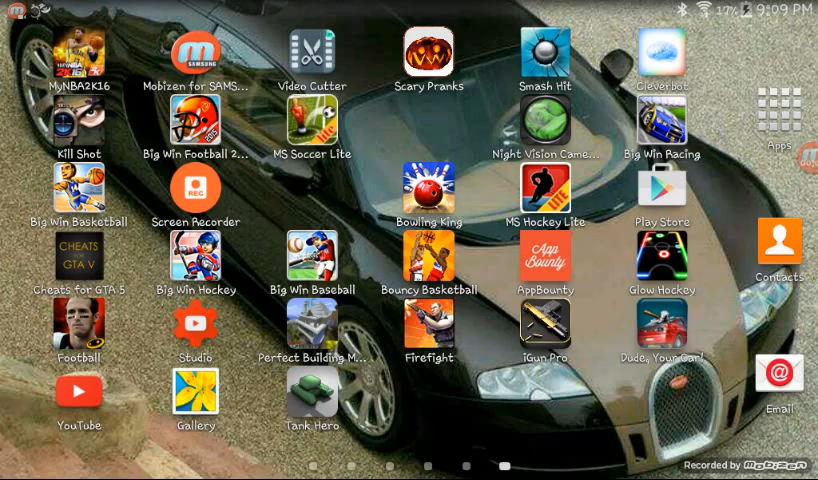 17% 9:09 PM
MyNBA2K16
Mobizen for SAMS...
Video Cutter
Scary Pranks
Smash Hit
Cleverbot
Apps
Kill Shot
Big Win Football 2...
MS Soccer Lite
Night Vision Came...
Big Win Racing
Big Win Basketball
REC
Screen Recorder
Bowling King
LITE
MS Hockey Lite
Play Store
CHEATS
FOR
GTA V
Cheats for GTA 5
Big Win Hockey
Big Win Baseball
Bouncy Basketball
App
Bounty
AppBounty
Glow Hockey
Contacts
Football
Studio
Perfect Building M...
Firefight
iGun Pro
Dude, Your Car!
YouTube
Gallery
Tank Hero
Email
Recorded by Mobizen